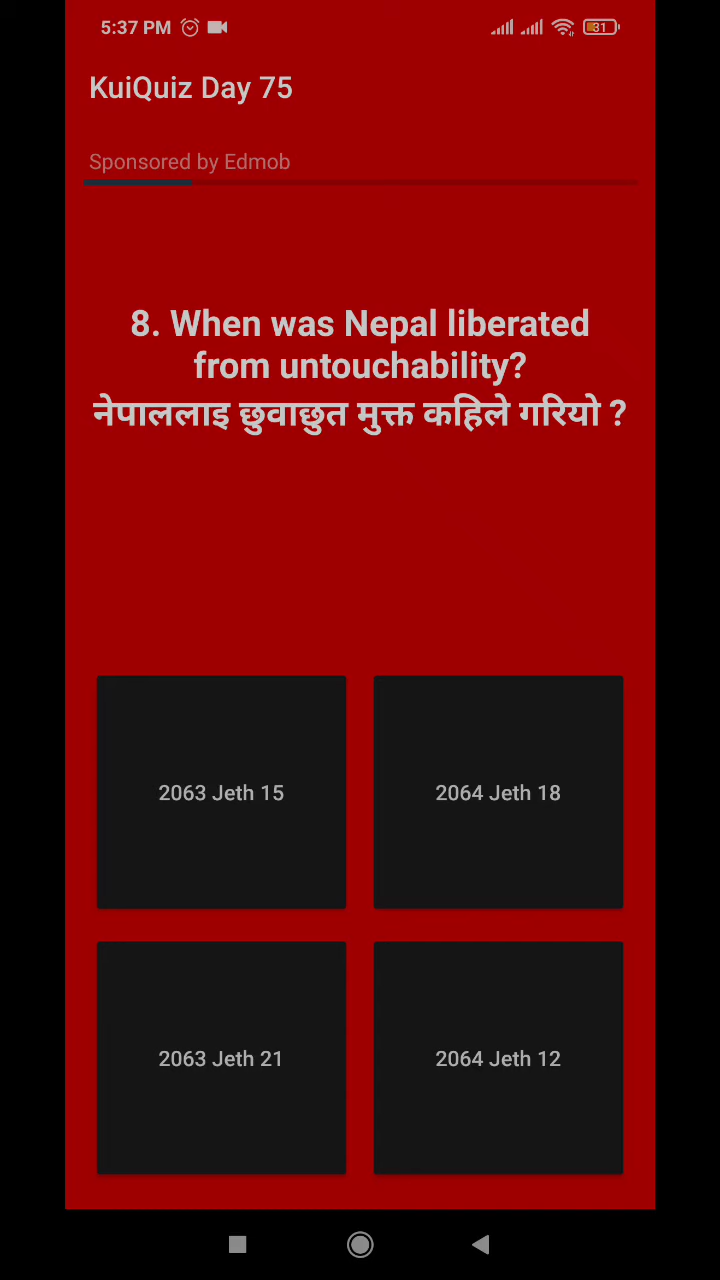 5:37 PM
31
KuiQuiz Day 75
Sponsored by Edmob
8. When was Nepal liberated
from untouchability?
नेपाललाइ छुवाछुत मुक्त कहिले गरियो ?
2063 Jeth 15
2064 Jeth 18
2063 Jeth 21
2064 Jeth 12